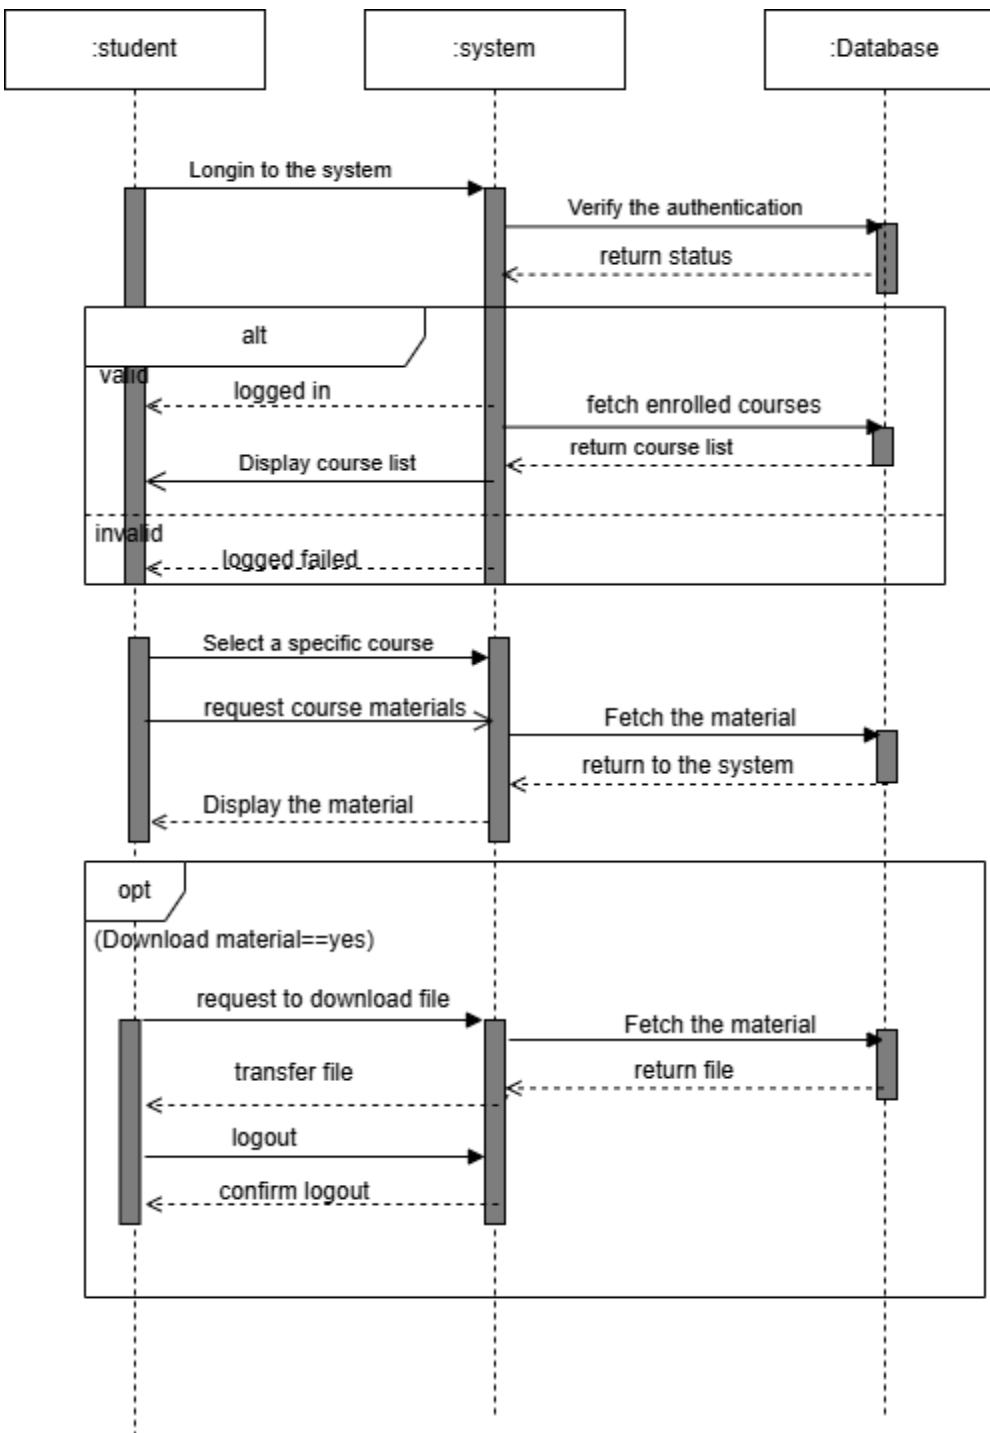 :student
:system
:Database
Longin to the system
Verify the authentication
return status
alt
valid
logged in
fetch enrolled courses
return course list
Display course list
invalid
logged failed
Select a specific course
request course materials
Fetch the material
return to the system
Display the material
opt
(Download material==yes)
request to download file
Fetch the material
return file
transfer file
logout
confirm logout